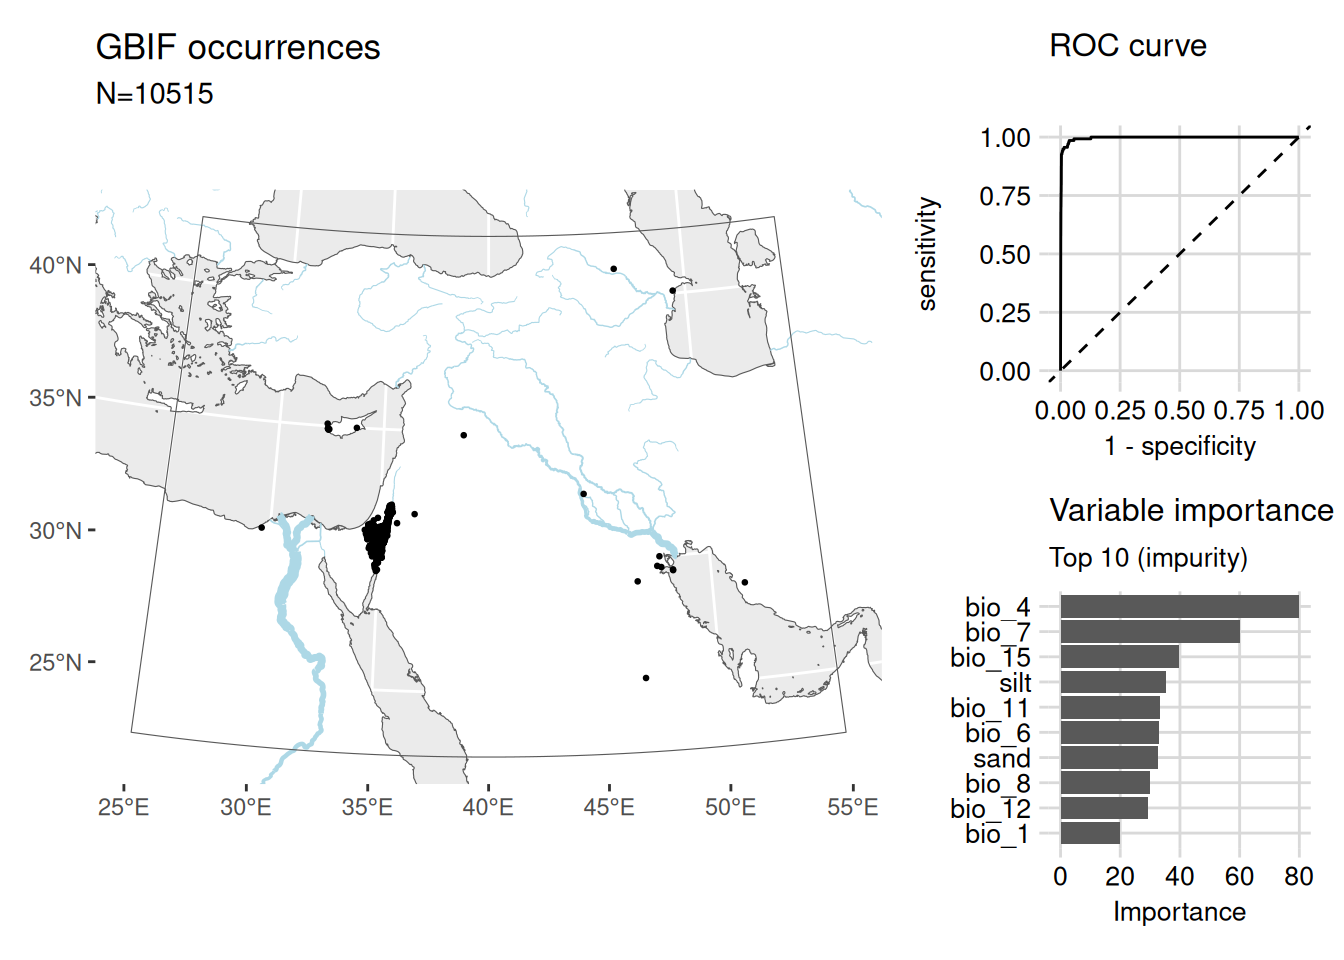 GBIF occurrences
N=10515
40°N
35°N
30°N
25°N
25°E 30°E 35°E 40°E 45°E 50°E 55°E
ROC curve
sensitivity
1.00
0.75
0.50
0.25
0.00
0.00 0.25 0.50 0.75 1.00
1 - specificity
Variable importance
Top 10 (impurity)
bio_4
bio_7
bio_15
silt
bio_11
bio_6
sand
bio_8
bio_12
bio_1
0 20 40 60 80
Importance